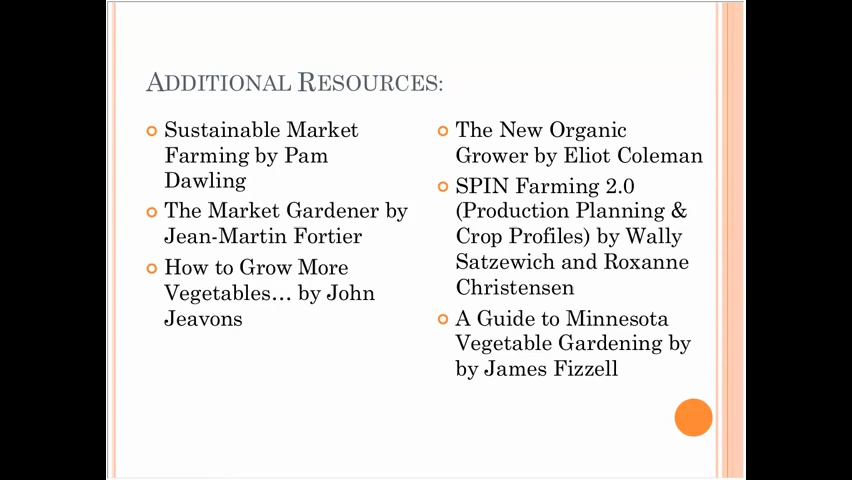 ADDITIONAL RESOURCES:
Sustainable Market
Farming by Pam
Dawling
The Market Gardener by
Jean-Martin Fortier
How to Grow More
Vegetables… by John
Jeavons
The New Organic
Grower by Eliot Coleman
SPIN Farming 2.0
(Production Planning &
Crop Profiles) by Wally
Satzewich and Roxanne
Christensen
A Guide to Minnesota
Vegetable Gardening by
by James Fizzell